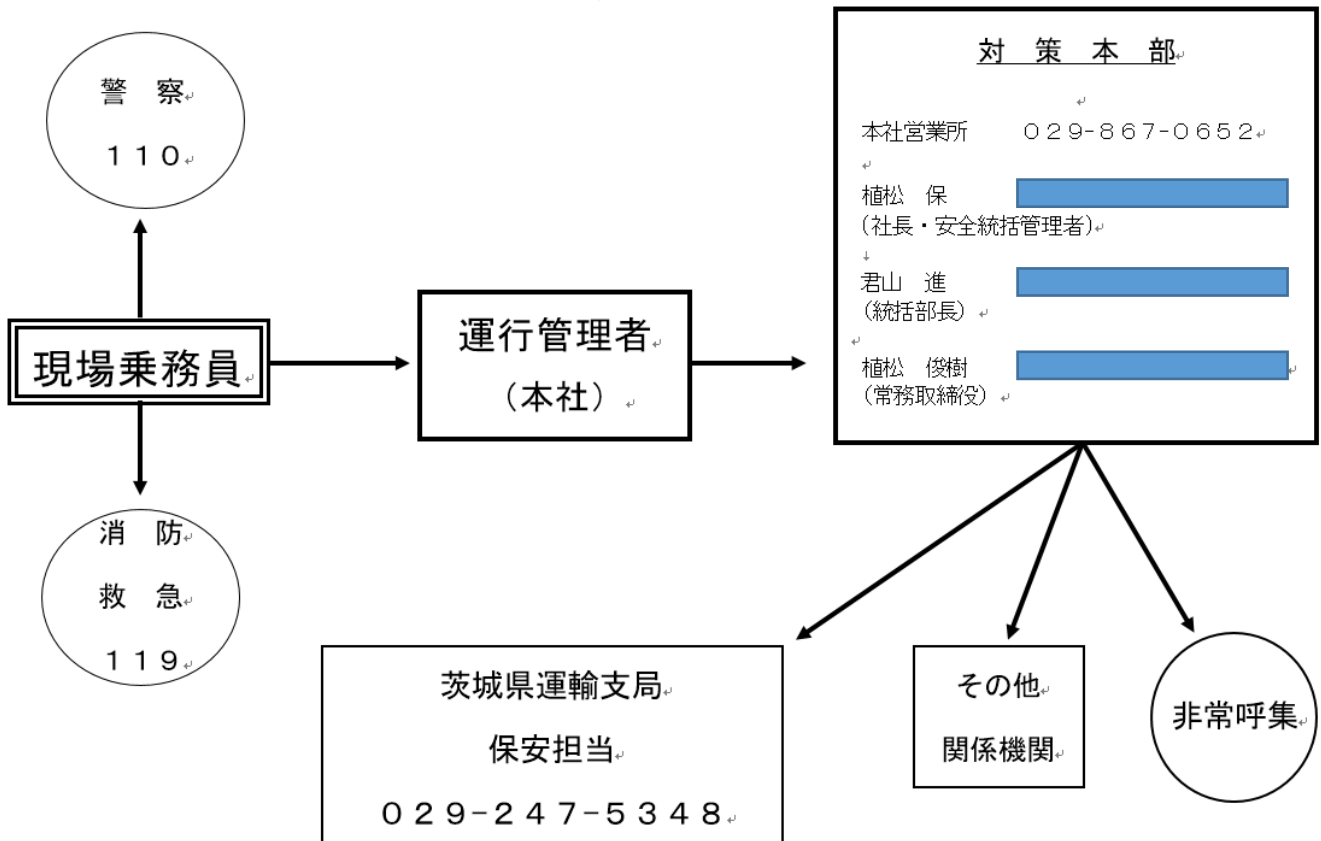 警　察
１１０
現場乗務員
消　防
救　急
１１９
運行管理者
（本社）
対　策　本　部
本社営業所　０２９-８６７-０６５２
植松　保
（社長・安全統括管理者）
君山　進
（統括部長）
植松　俊樹
（常務取締役）
茨城県運輸支局
保安担当
０２９-２４７-５３４８
その他
関係機関
非常呼集